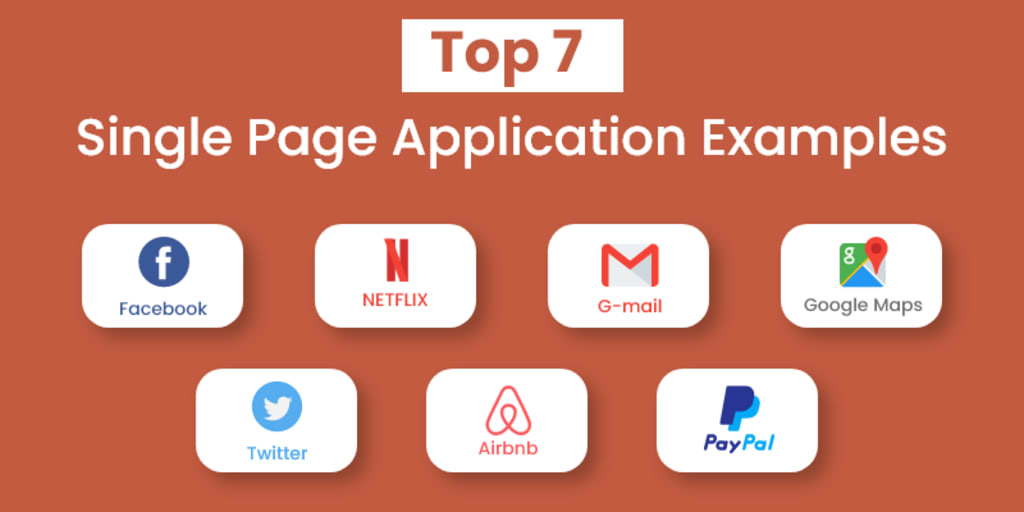 Top 7
Single Page Application Examples
f
Facebook
N
NETFLIX
M
G-mail
g
Google Maps
Twitter
Airbnb
P
PayPal